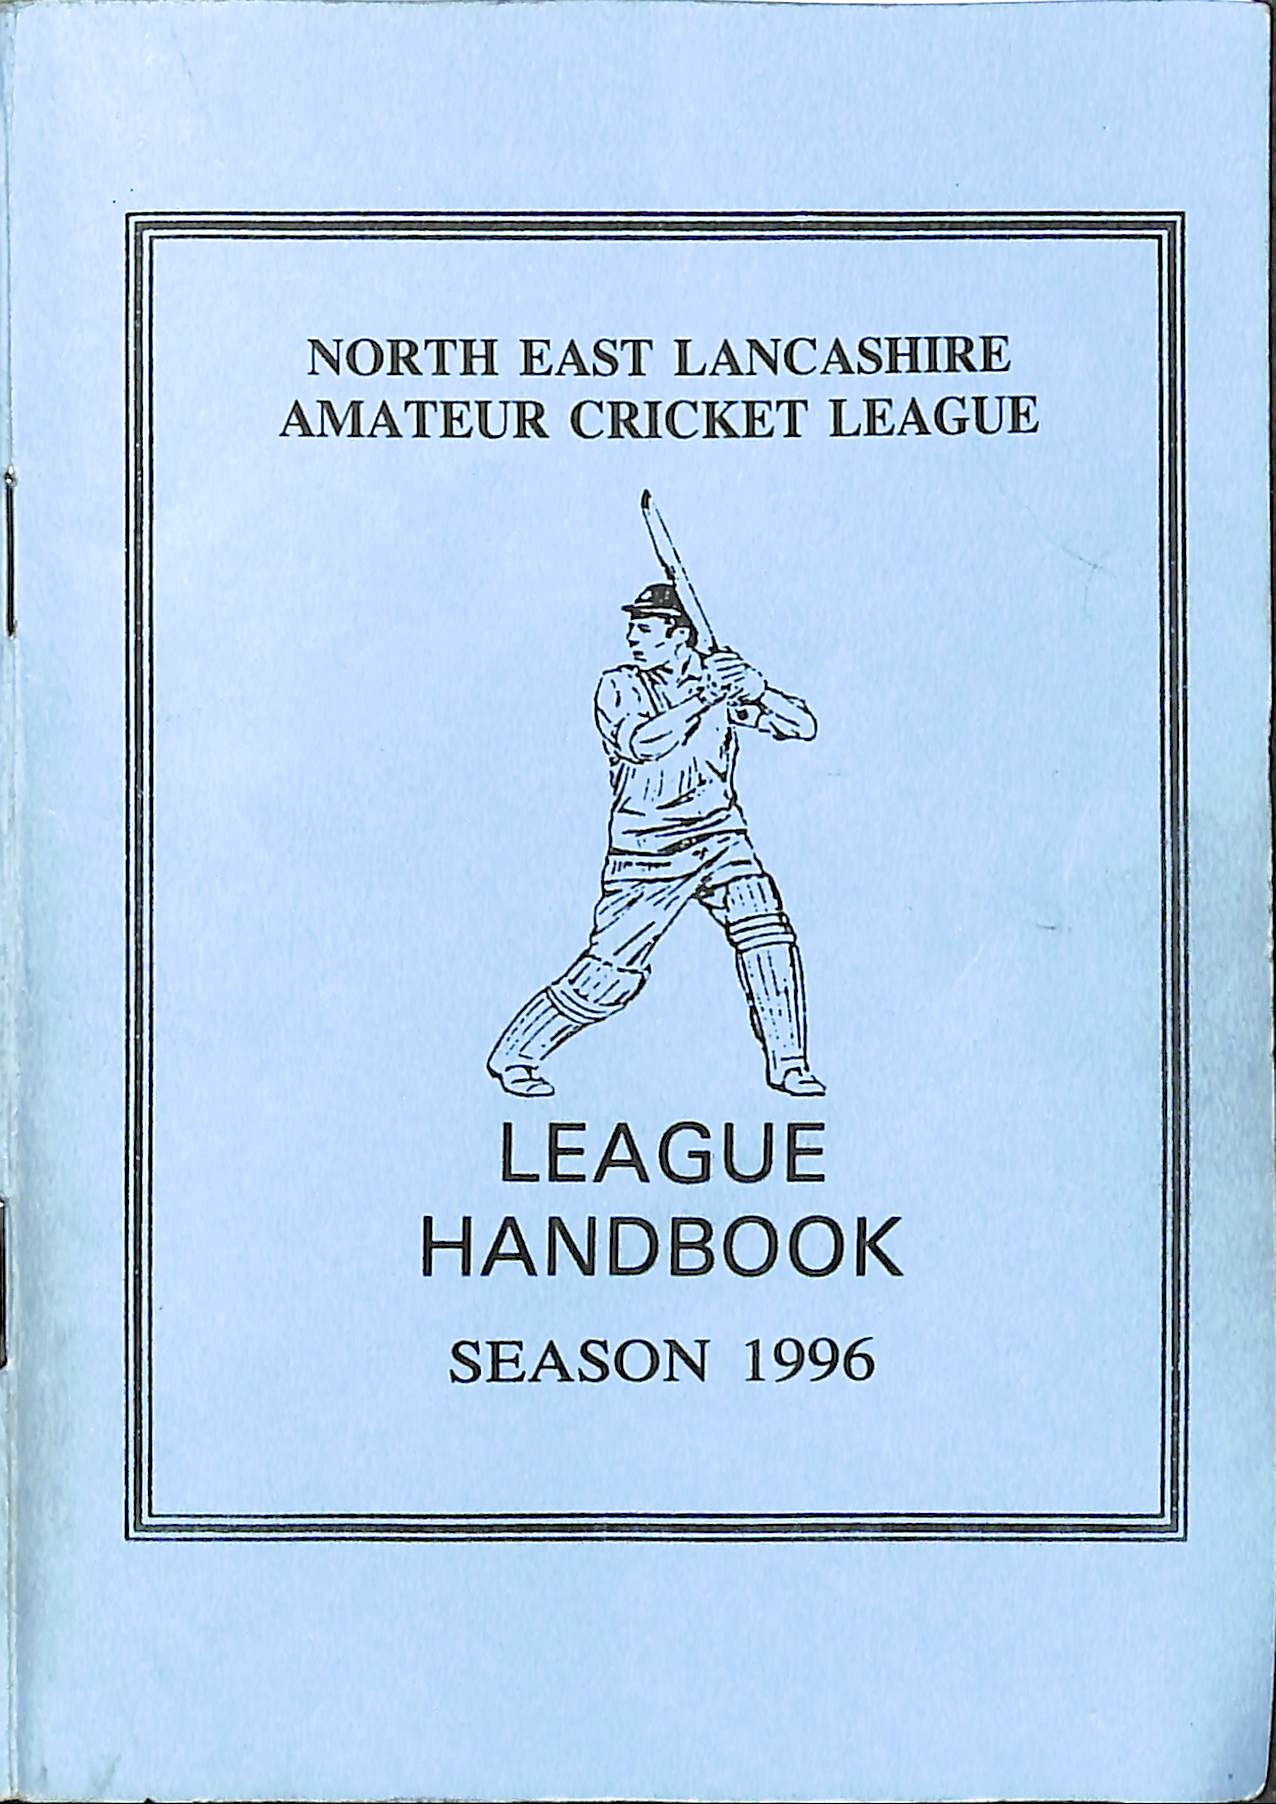 NORTH EAST LANCASHIRE
AMATEUR CRICKET LEAGUE
LEAGUE
HANDBOOK
SEASON 1996